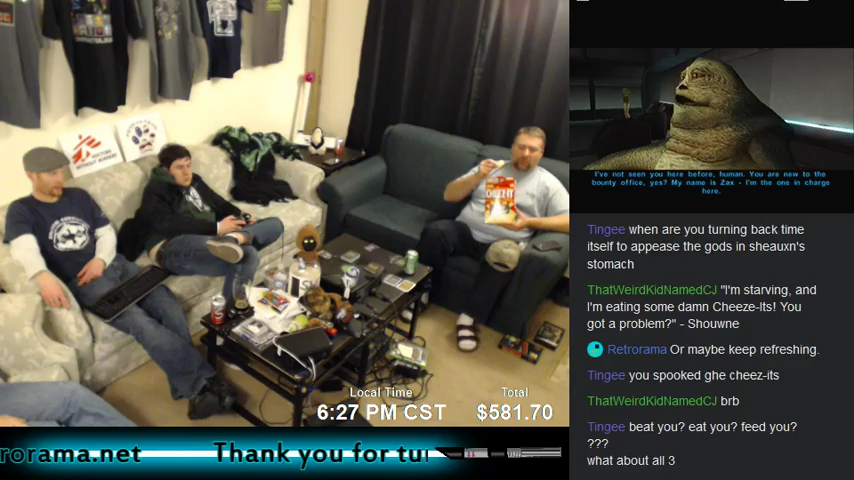 DOCTORS
WITHOUT BORDERS
CHEEZ-IT
I've not seen you here before, human. You are new to the
bounty office, yes? My name is Zax - I'm the one in charge
here.
Tingee when are you turning back time
itself to appease the gods in sheauxn's
stomach
ThatWeirdKidNamedCJ "I'm starving, and
I'm eating some damn Cheeze-Its! You
got a problem?" - Shouwne
Retrorama Or maybe keep refreshing.
Tingee you spooked ghe cheez-its
ThatWeirdKidNamedCJ brb
Tingee beat you? eat you? feed you?
???
what about all 3
Local Time
6:27 PM CST
Total
$581.70
rorama.net
Thank you for tu